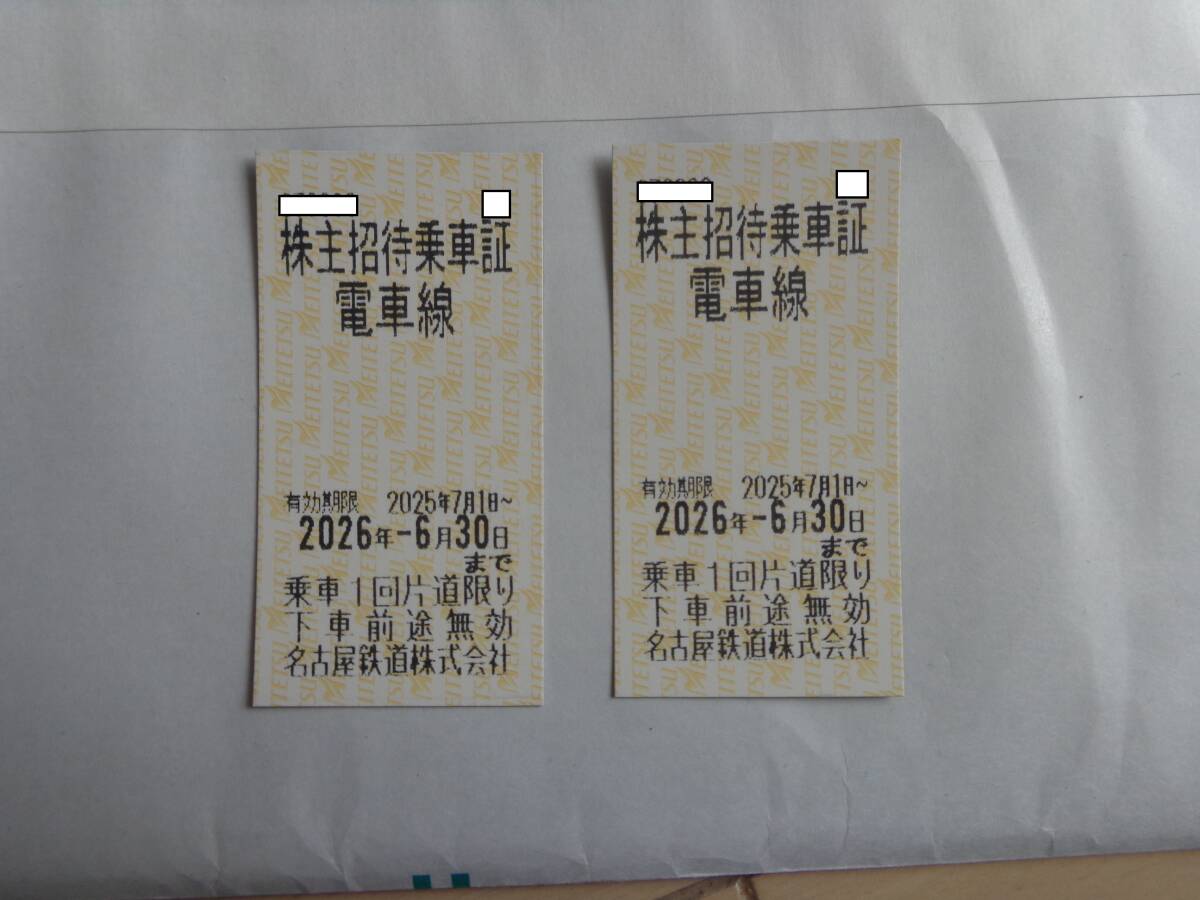 株主招待乗車証
電車線
有効期限 2025年7月1日~
2026年-6月30日
まで
乗車1回片道限り
下車前途無効
名古屋鉄道株式会社
株主招待乗車証
電車線
有効期限 2025年7月1日~
2026年-6月30日
まで
乗車1回片道限り
下車前途無効
名古屋鉄道株式会社
MEITETSU